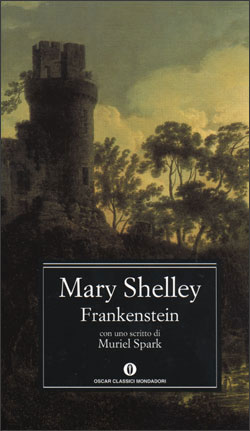 Mary Shelley
Frankenstein
con uno scritto di
Muriel Spark
OSCAR CLASSICI MONDADORI